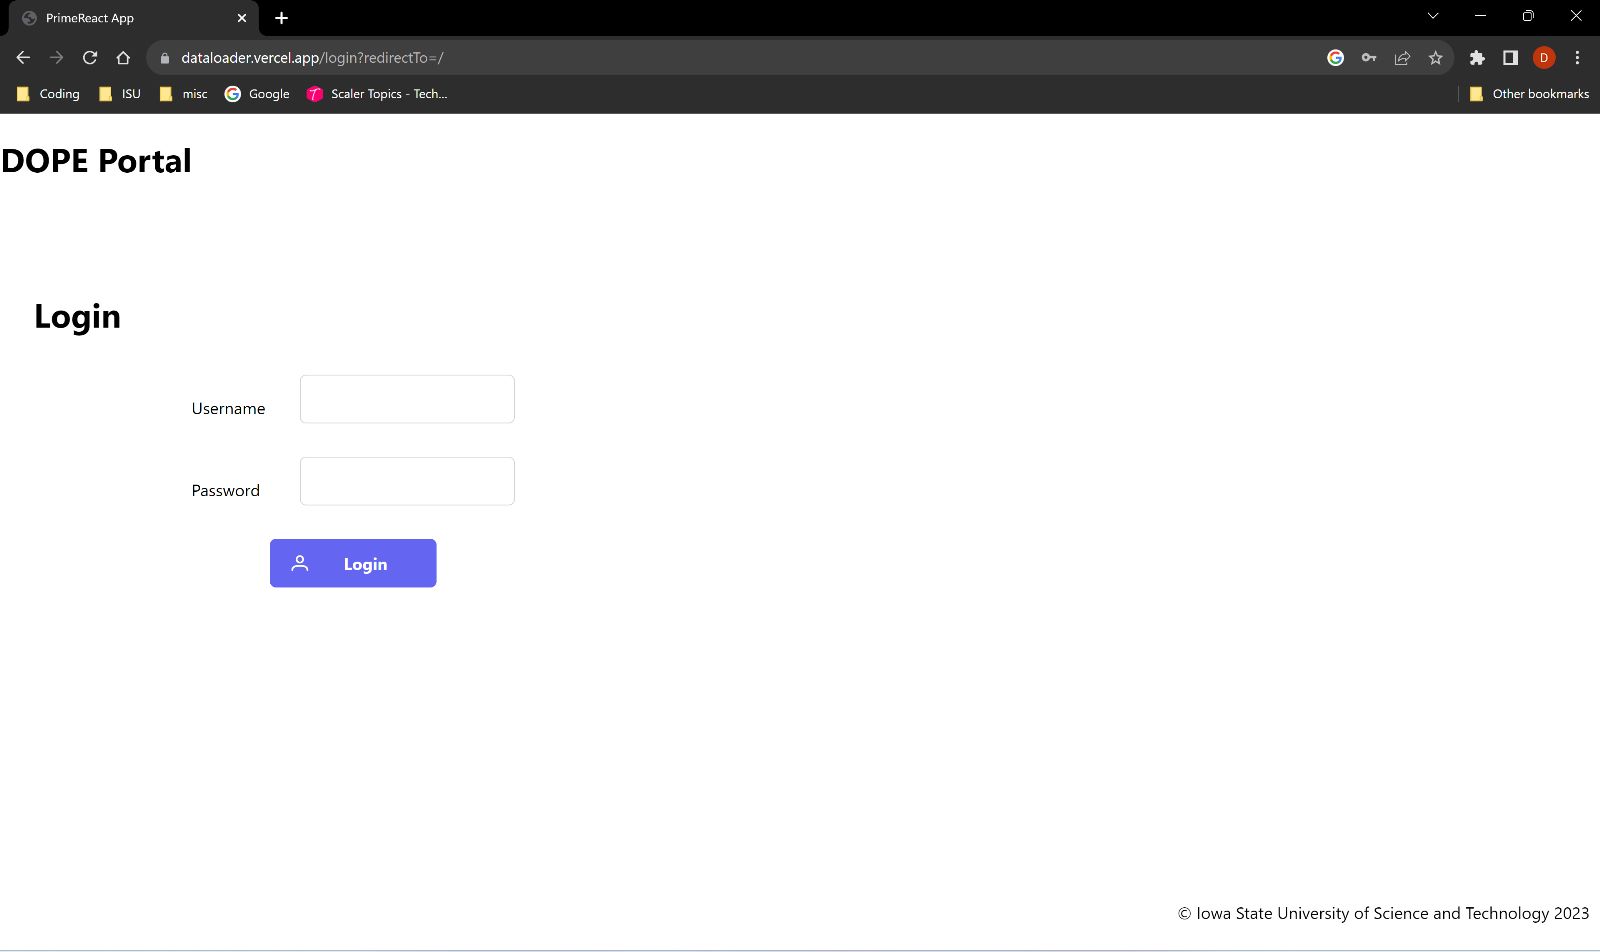 PrimeReact App
dataloader.vercel.app/login?redirectTo=/
D
Coding ISU misc Google Scaler Topics - Tech... Other bookmarks
DOPE Portal
Login
Username
Password
Login
© Iowa State University of Science and Technology 2023